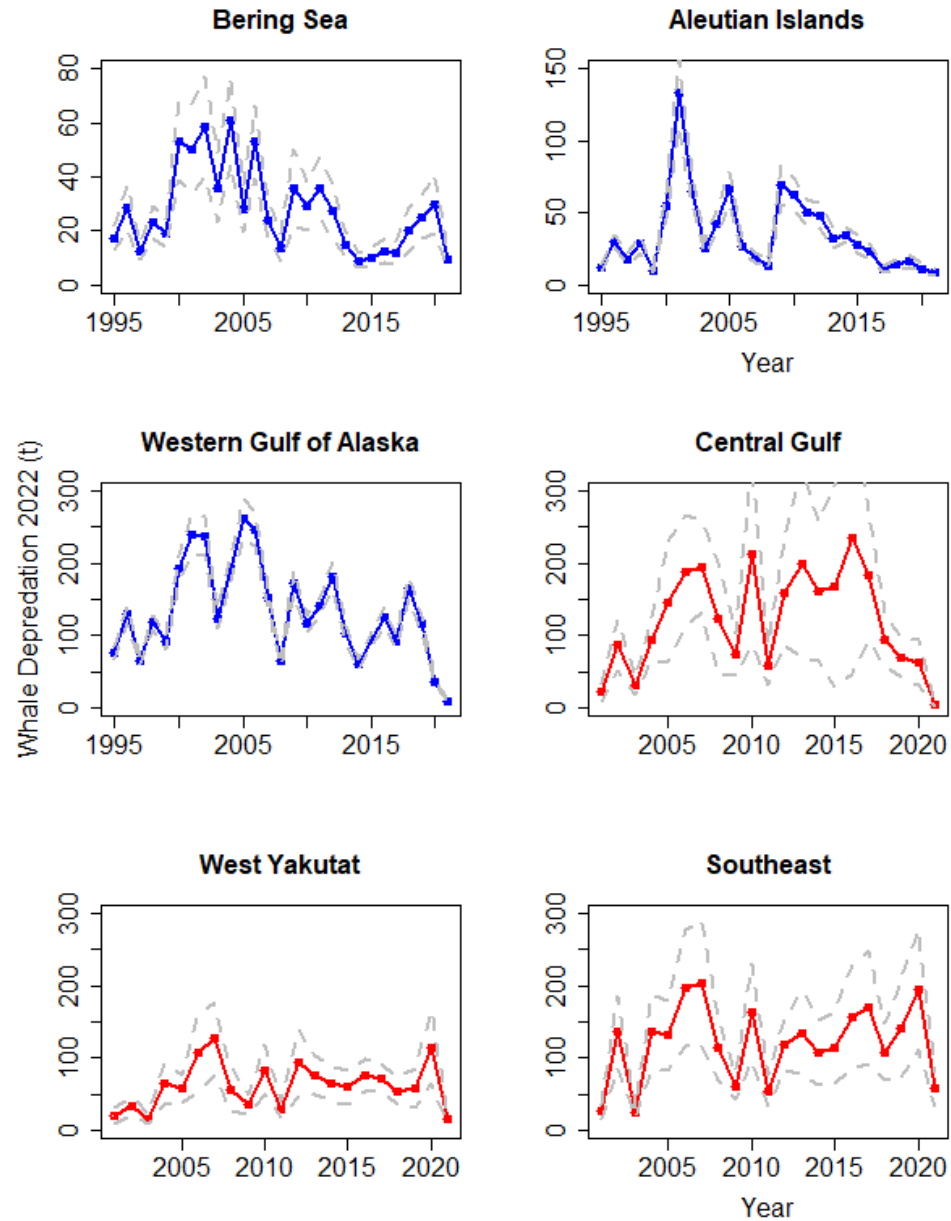 Bering Sea
80
60
40
20
0
1995 2005 2015
Aleutian Islands
150
100
50
0
1995 2005 2015
Year
Whale Depredation 2022 (t)
Western Gulf of Alaska
300
200
100
0
1995 2005 2015
Central Gulf
300
200
100
0
2005 2010 2015 2020
West Yakutat
300
200
100
0
2005 2010 2015 2020
Southeast
300
200
100
0
2005 2010 2015 2020
Year